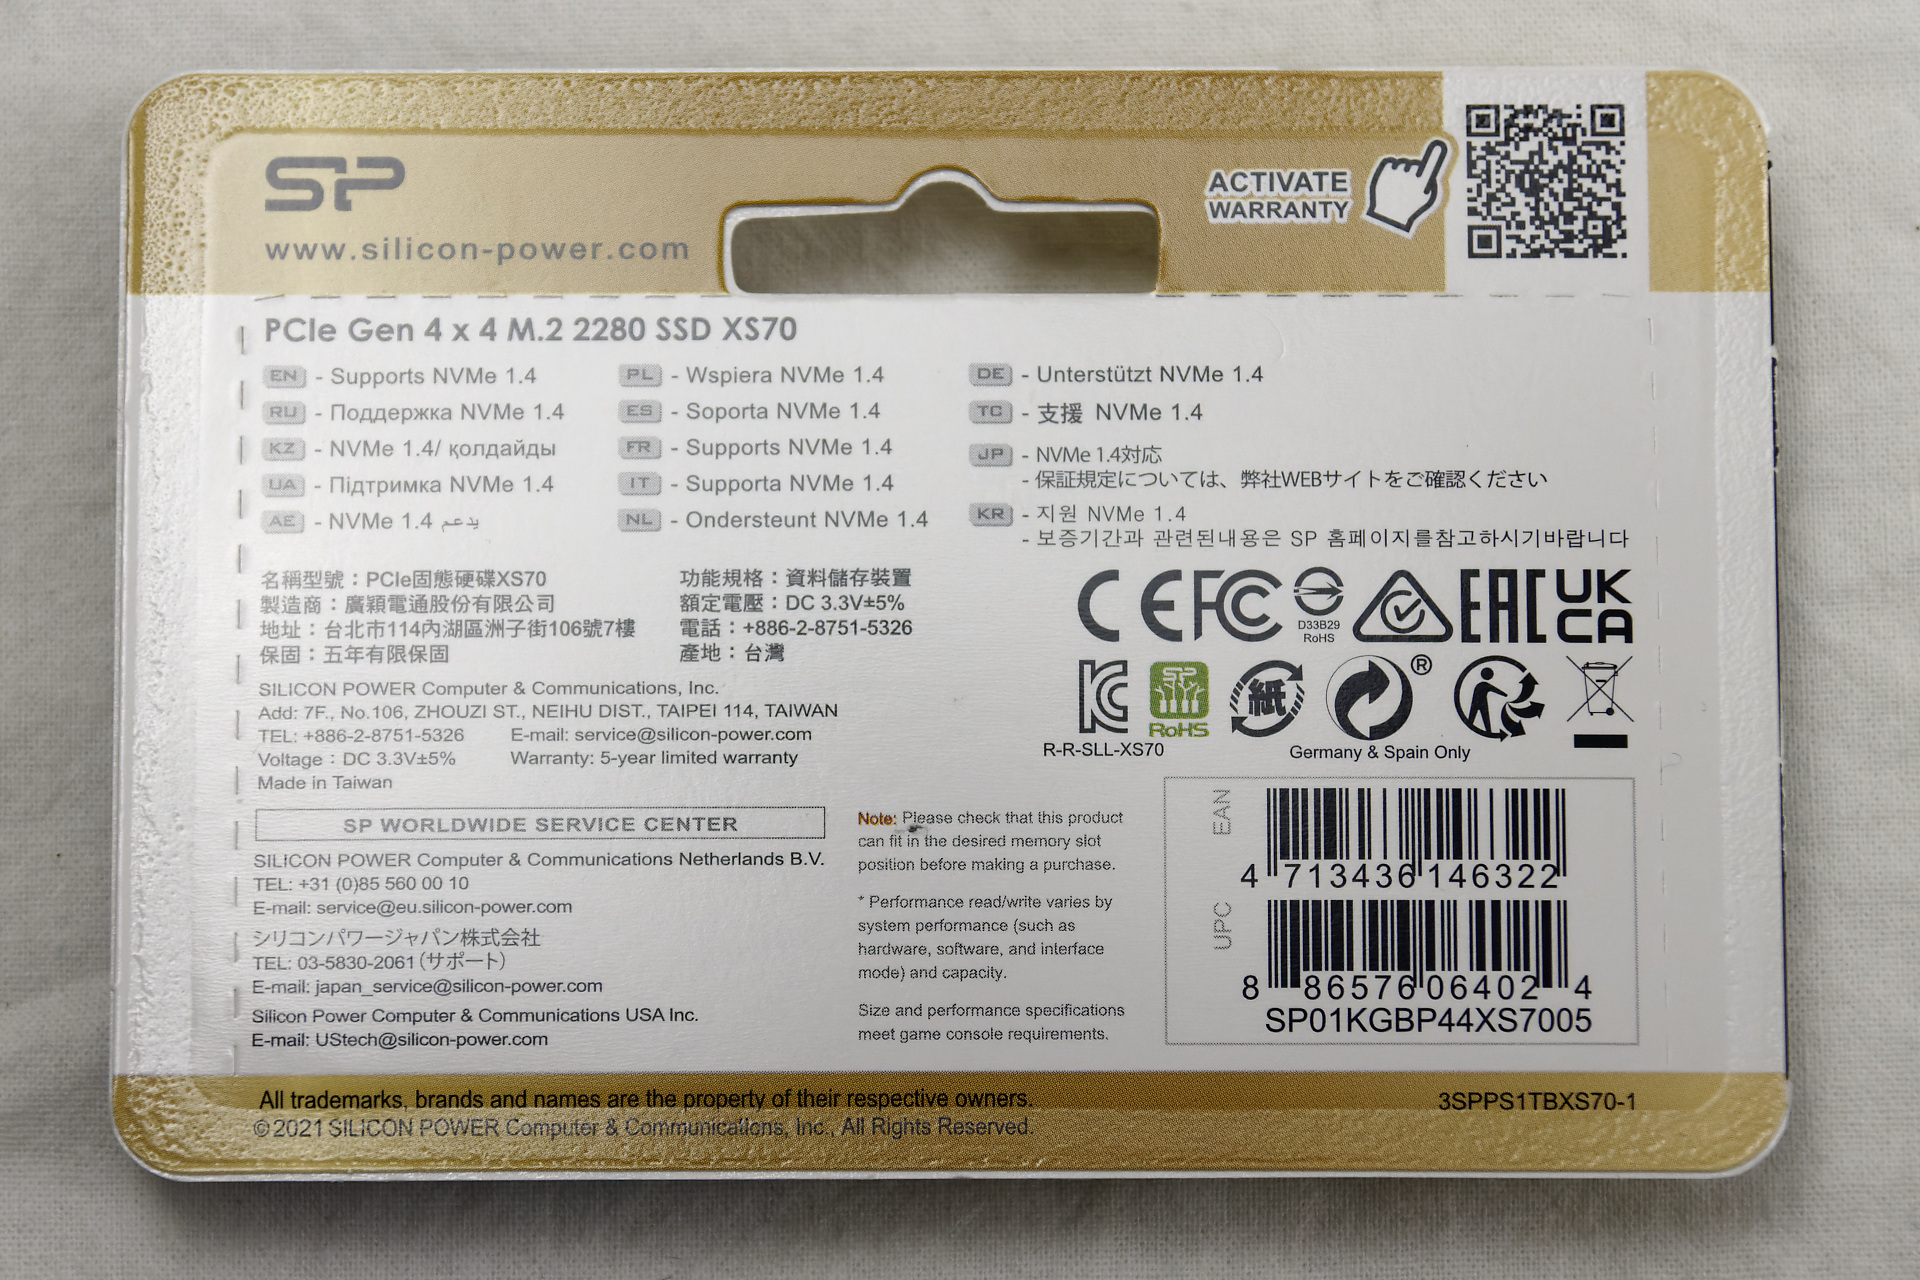 SP
www.silicon-power.com
ACTIVATE
WARRANTY
PCIe Gen 4 x 4 M.2 2280 SSD XS70
EN - Supports NVMe 1.4
RU - Поддержка NVMe 1.4
KZ - NVMe 1.4/ қолдайды
UA - Підтримка NVMe 1.4
AE - NVMe 1.4 يدعم
PL - Wspiera NVMe 1.4
ES - Soporta NVMe 1.4
FR - Supports NVMe 1.4
IT - Supporta NVMe 1.4
NL - Ondersteunt NVMe 1.4
DE - Unterstützt NVMe 1.4
TC - 支援 NVMe 1.4
JP - NVMe 1.4対応
- 保証規定については、弊社WEBサイトをご確認ください
KR - 지원 NVMe 1.4
- 보증기간과 관련된내용은 SP 홈페이지를참고하시기바랍니다
名稱型號：PCIe固態硬碟XS70
製造商：廣穎電通股份有限公司
地址：台北市114內湖區洲子街106號7樓
保固：五年有限保固
功能規格：資料儲存裝置
額定電壓：DC 3.3V±5%
電話：+886-2-8751-5326
產地：台灣
SILICON POWER Computer & Communications, Inc.
Add: 7F., No.106, ZHOUZI ST., NEIHU DIST., TAIPEI 114, TAIWAN
TEL: +886-2-8751-5326 E-mail: service@silicon-power.com
Voltage：DC 3.3V±5% Warranty: 5-year limited warranty
Made in Taiwan
CE FC D33B29 RoHS EAC UK CA
KC SP RoHS 紙 ®
R-R-SLL-XS70
Germany & Spain Only
SP WORLDWIDE SERVICE CENTER
SILICON POWER Computer & Communications Netherlands B.V.
TEL: +31 (0)85 560 00 10
E-mail: service@eu.silicon-power.com
シリコンパワージャパン株式会社
TEL: 03-5830-2061（サポート）
E-mail: japan_service@silicon-power.com
Silicon Power Computer & Communications USA Inc.
E-mail: UStech@silicon-power.com
Note: Please check that this product
can fit in the desired memory slot
position before making a purchase.
* Performance read/write varies by
system performance (such as
hardware, software, and interface
mode) and capacity.
Size and performance specifications
meet game console requirements.
EAN
4 713436 146322
UPC
8 86576 06402 4
SP01KGBP44XS7005
All trademarks, brands and names are the property of their respective owners.
©2021 SILICON POWER Computer & Communications, Inc., All Rights Reserved.
3SPPS1TBXS70-1